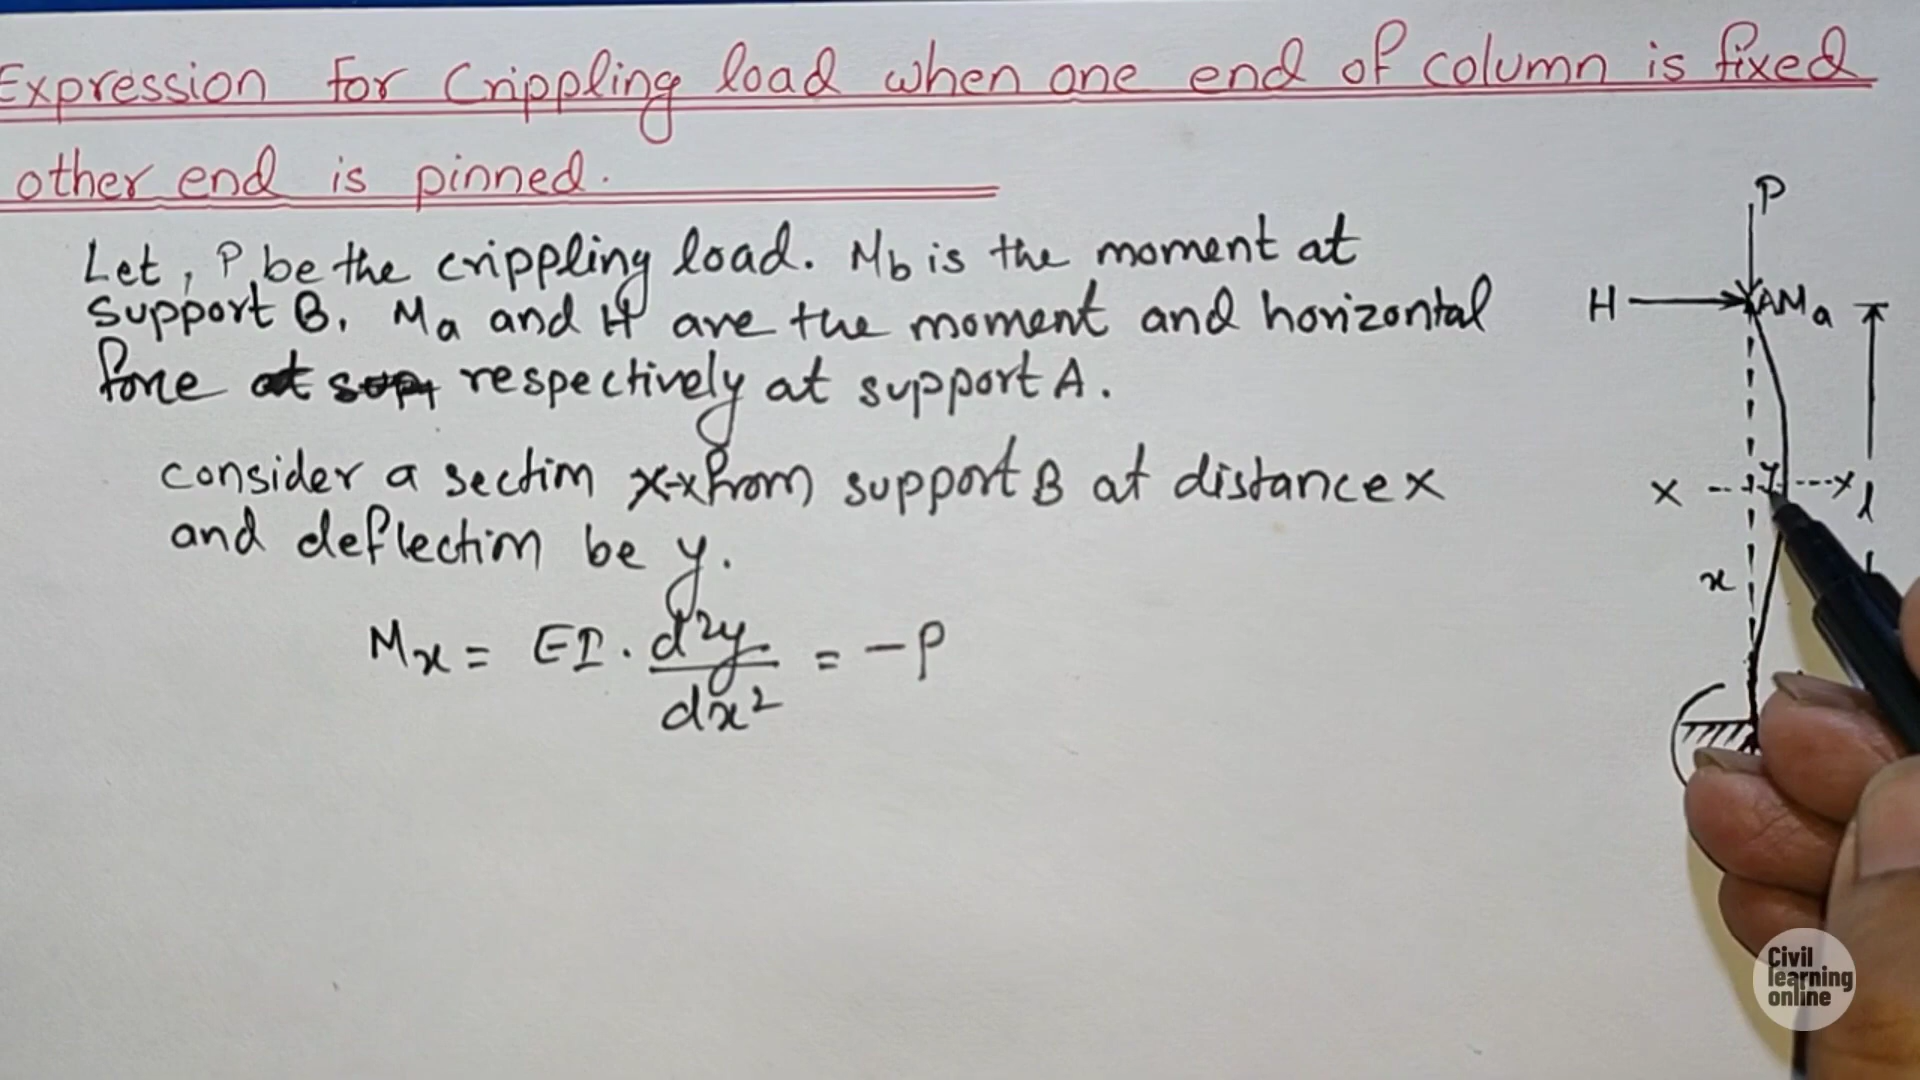 Expression for Crippling load when one end of column is fixed
other end is pinned.
Let, P be the crippling load. Mb is the moment at
support B. Ma and H are the moment and horizontal
force at sup respectively at support A.
consider a section X-X from support B at distance x
and deflection be y.
Mx = EI. d²y/dx² = -P
P
H
A Ma
X
y
X
l
x
Civil
learning
online